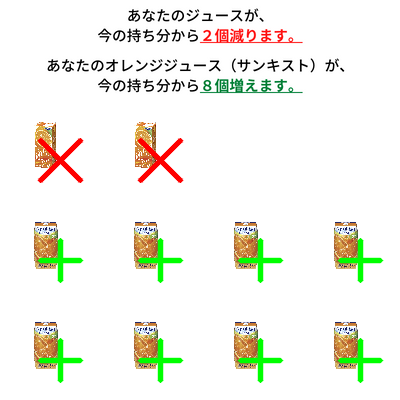 あなたのジュースが、
今の持ち分から２個減ります。
あなたのオレンジジュース（サンキスト）が、
今の持ち分から８個増えます。